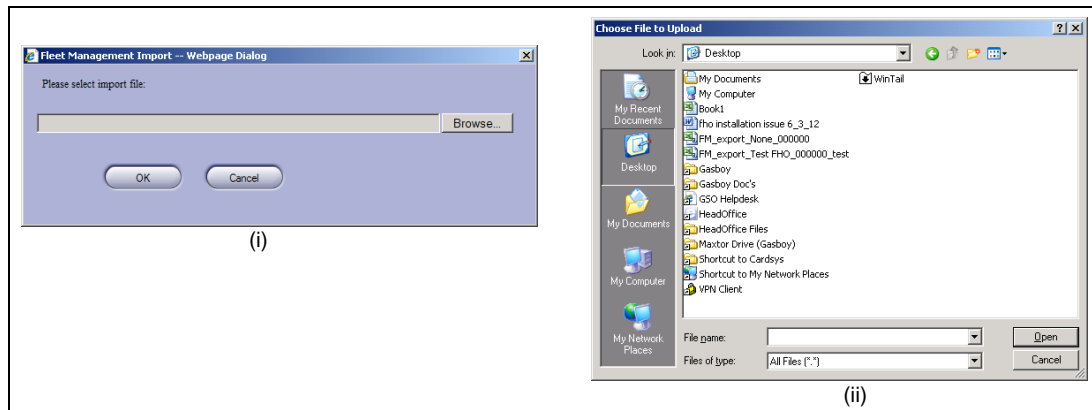 Fleet Management Import -- Webpage Dialog
Please select import file:
Browse...
OK
Cancel
(i)
Choose File to Upload
Look in:
Desktop
My Recent
Documents
Desktop
My Documents
My Computer
My Network
Places
My Documents
My Computer
Book1
fho installation issue 6_3_12
FM_export_None_000000
FM_export_Test FHO_000000_test
Gasboy
Gasboy Doc's
GSO Helpdesk
HeadOffice
HeadOffice Files
Maxtor Drive (Gasboy)
Shortcut to Cardsys
Shortcut to My Network Places
VPN Client
WinTail
File name:
Open
Files of type:
All Files (*.*)
Cancel
(ii)